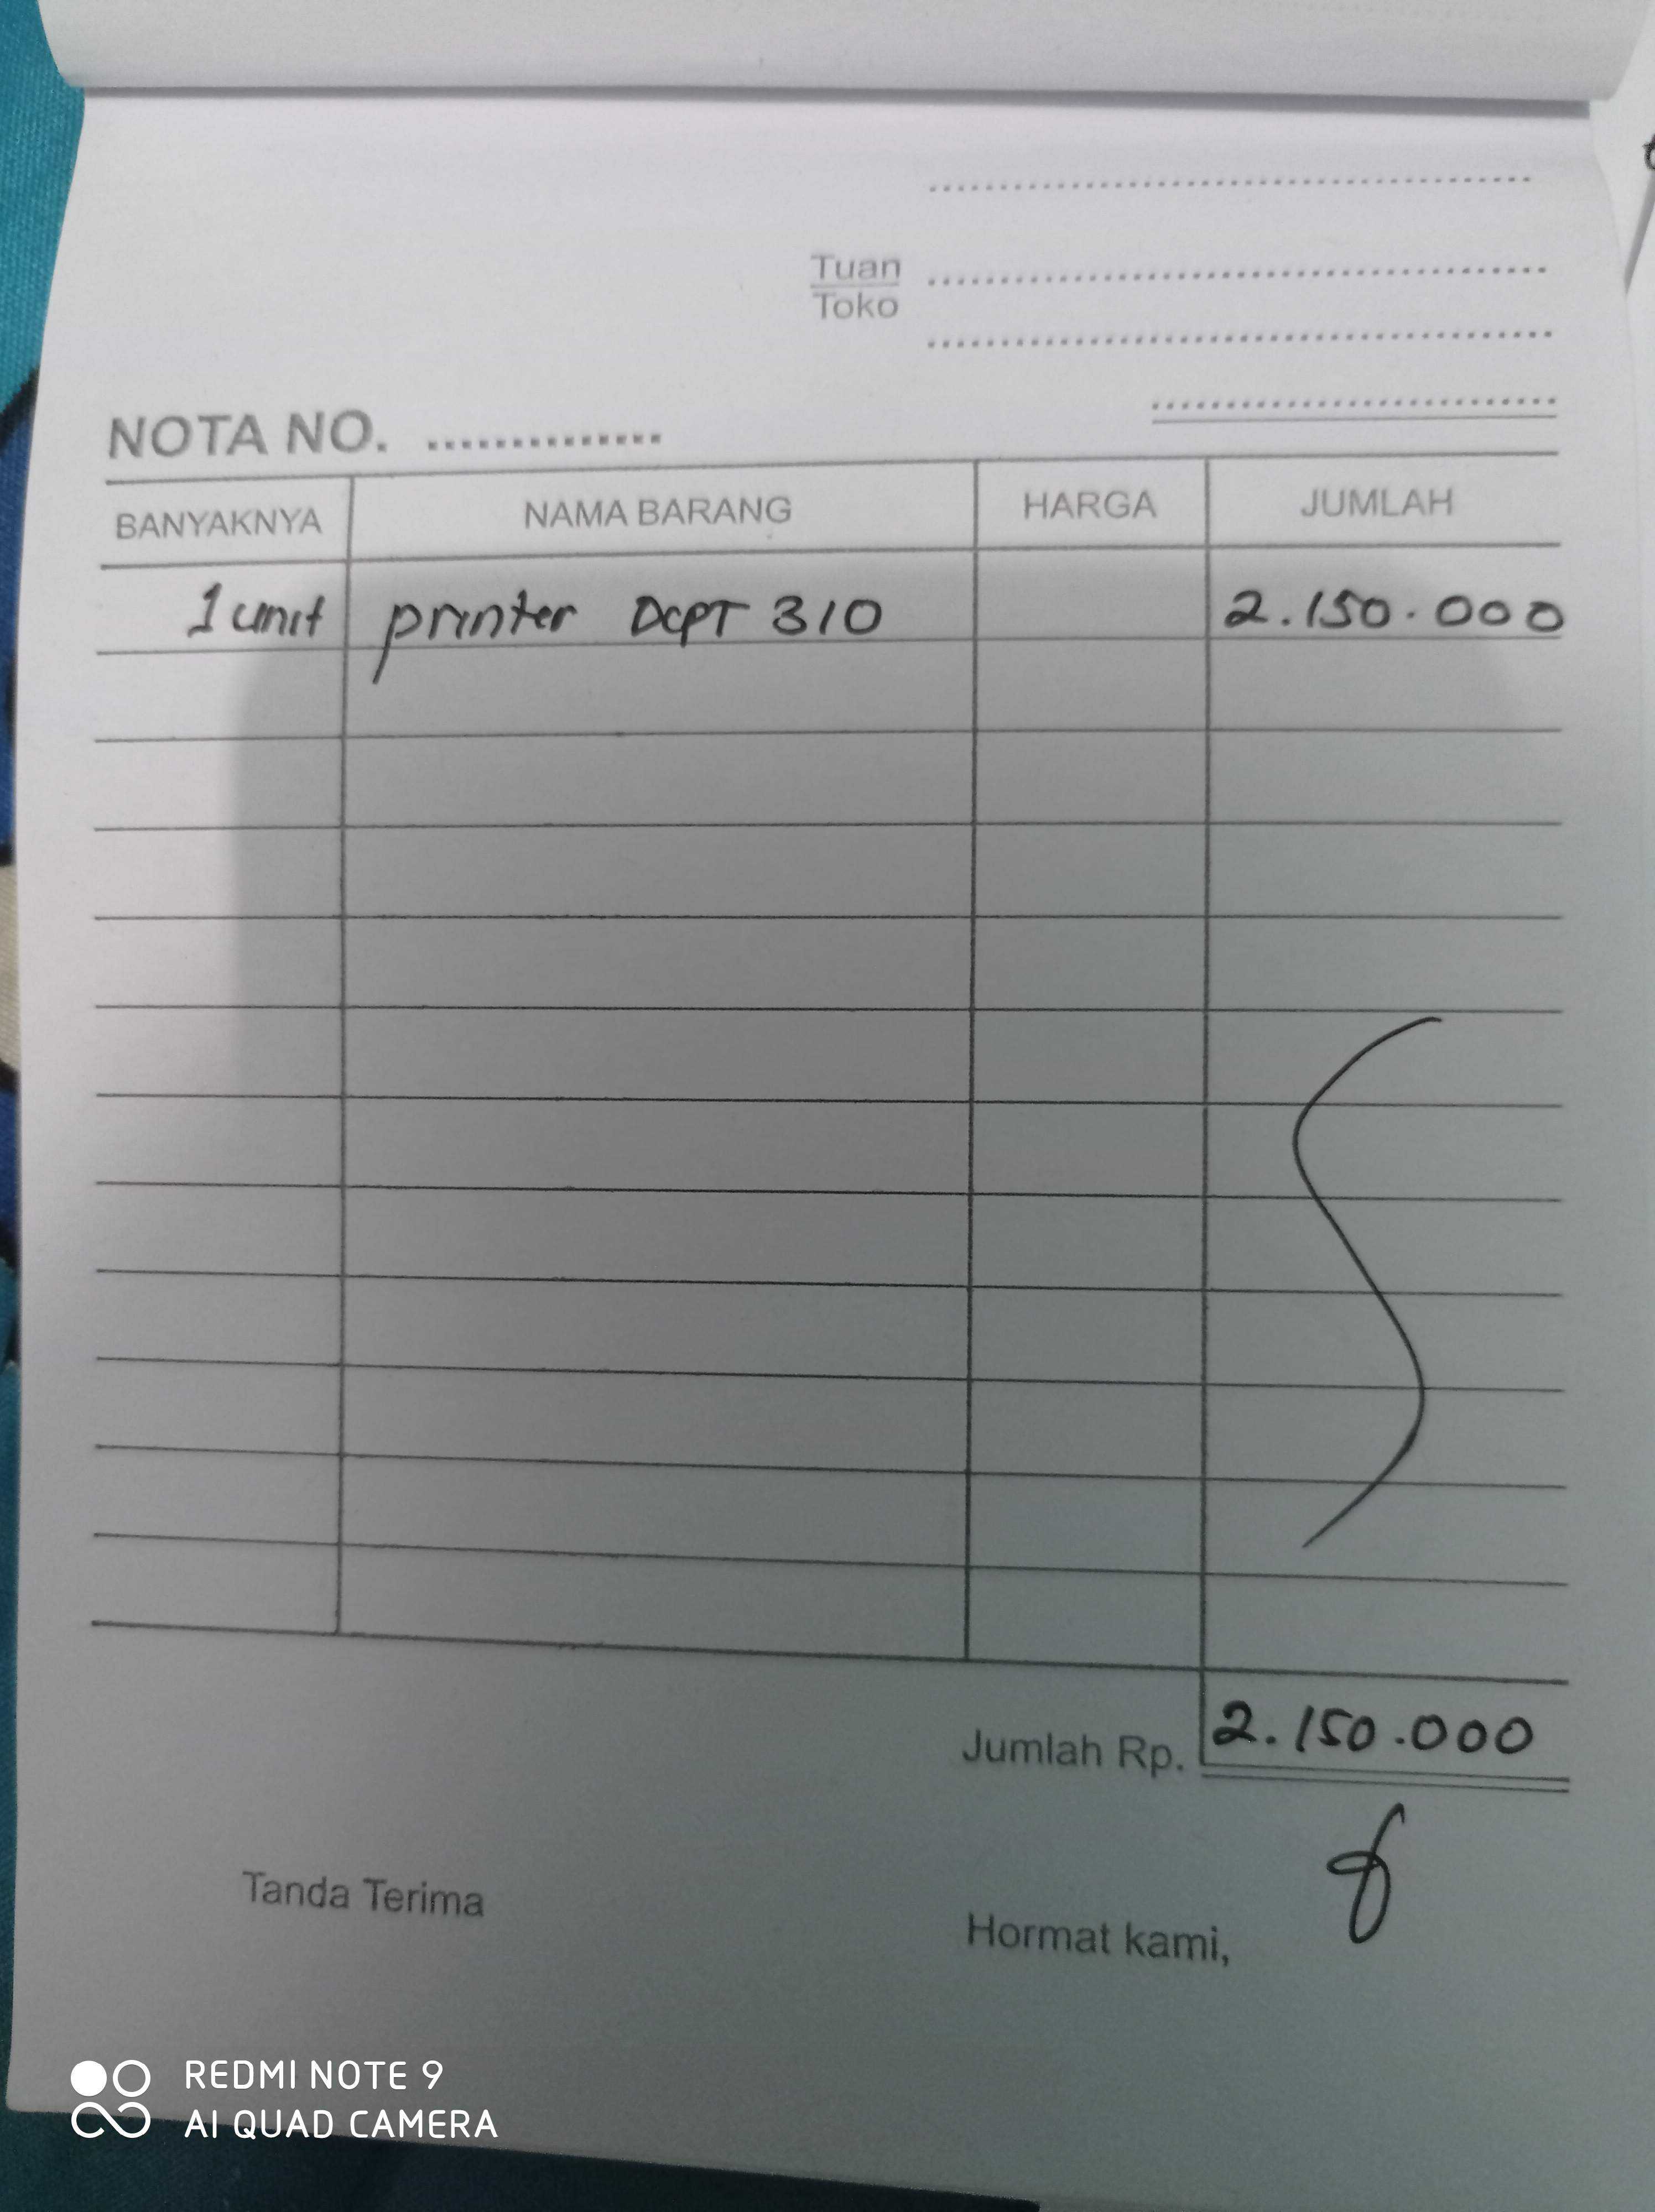 Tuan
Toko
NOTA NO. ..............
BANYAKNYA NAMA BARANG HARGA JUMLAH
1 unit printer DCPT 310 2.150.000
Jumlah Rp. 2.150.000
Tanda Terima
Hormat kami,
REDMI NOTE 9
AI QUAD CAMERA